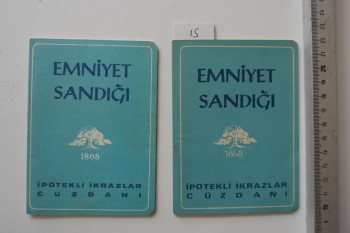 15
EMNİYET
SANDIĞI
1868
İPOTEKLİ İKRAZLAR
CÜZDANI
EMNİYET
SANDIĞI
1868
İPOTEKLİ İKRAZLAR
CÜZDANI